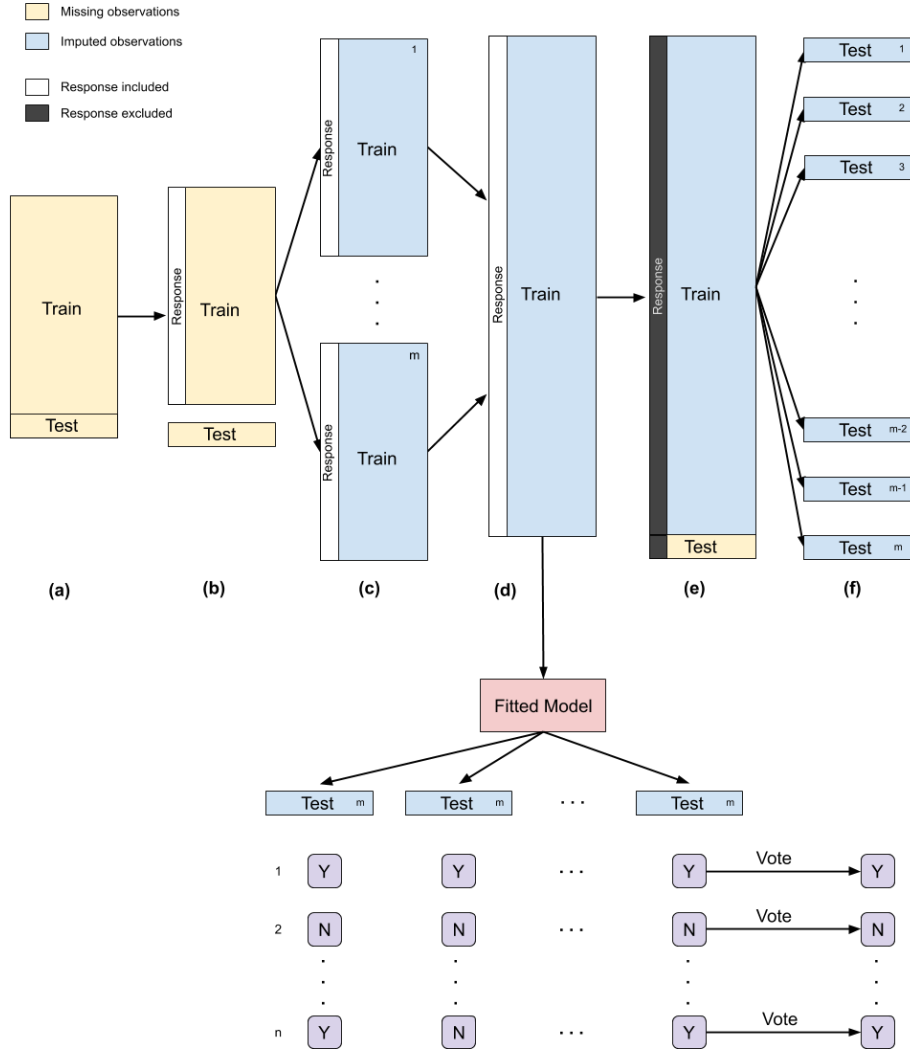 Missing observations
Imputed observations
Response included
Response excluded
Train
Test
(a)
Response
Train
Test
(b)
1
Response
Train
. . .
m
Response
Train
(c)
Response
Train
(d)
Response
Train
Test
(e)
Test 1
Test 2
Test 3
. . .
Test m-2
Test m-1
Test m
(f)
Fitted Model
Test m Test m . . . Test m
1 Y Y . . . Y Vote Y
2 N N . . . N Vote N
. . . .
. . . .
. . . .
n Y N . . . Y Vote Y